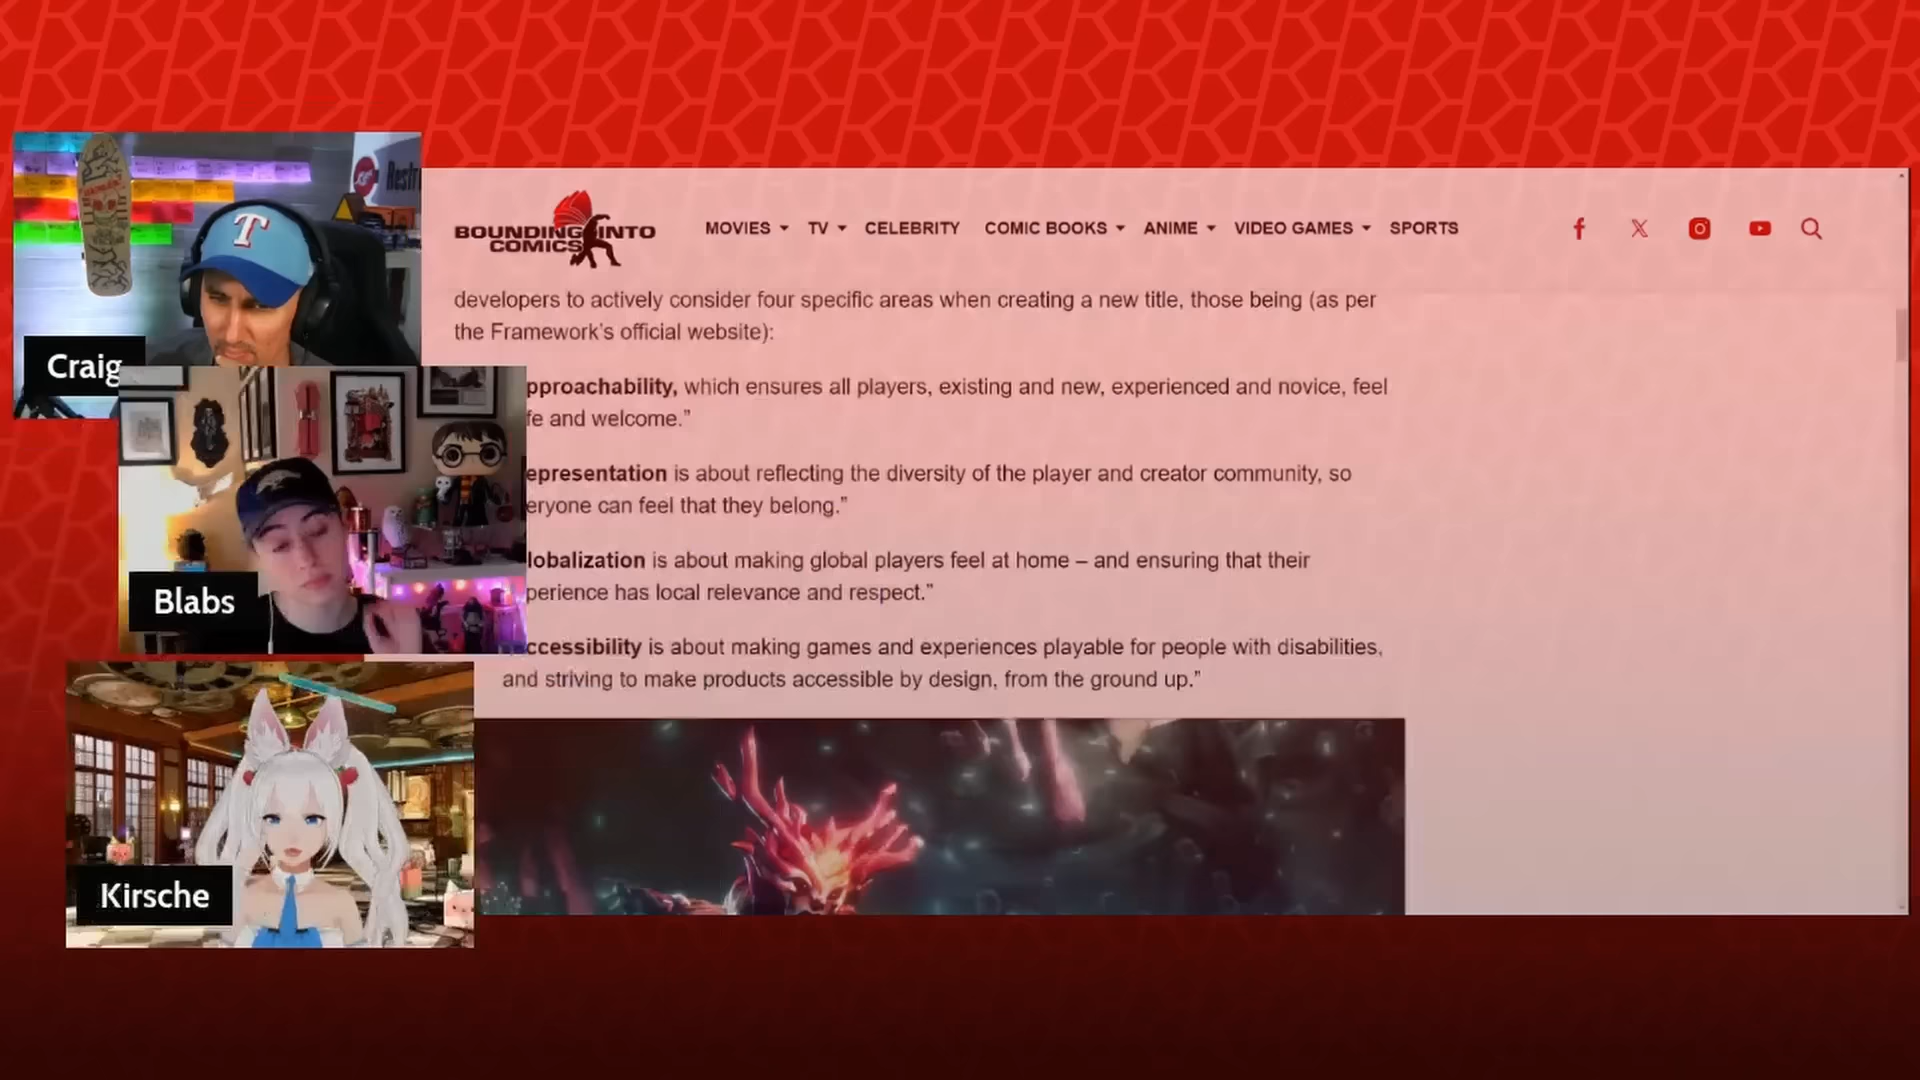 BOUNDING INTO
COMICS
MOVIES TV CELEBRITY COMIC BOOKS ANIME VIDEO GAMES SPORTS
developers to actively consider four specific areas when creating a new title, those being (as per
the Framework’s official website):
pproachability, which ensures all players, existing and new, experienced and novice, feel
fe and welcome.”
epresentation is about reflecting the diversity of the player and creator community, so
eryone can feel that they belong.”
lobalization is about making global players feel at home – and ensuring that their
perience has local relevance and respect.”
ccessibility is about making games and experiences playable for people with disabilities,
and striving to make products accessible by design, from the ground up.”
T
Restr
Craig
Blabs
Kirsche